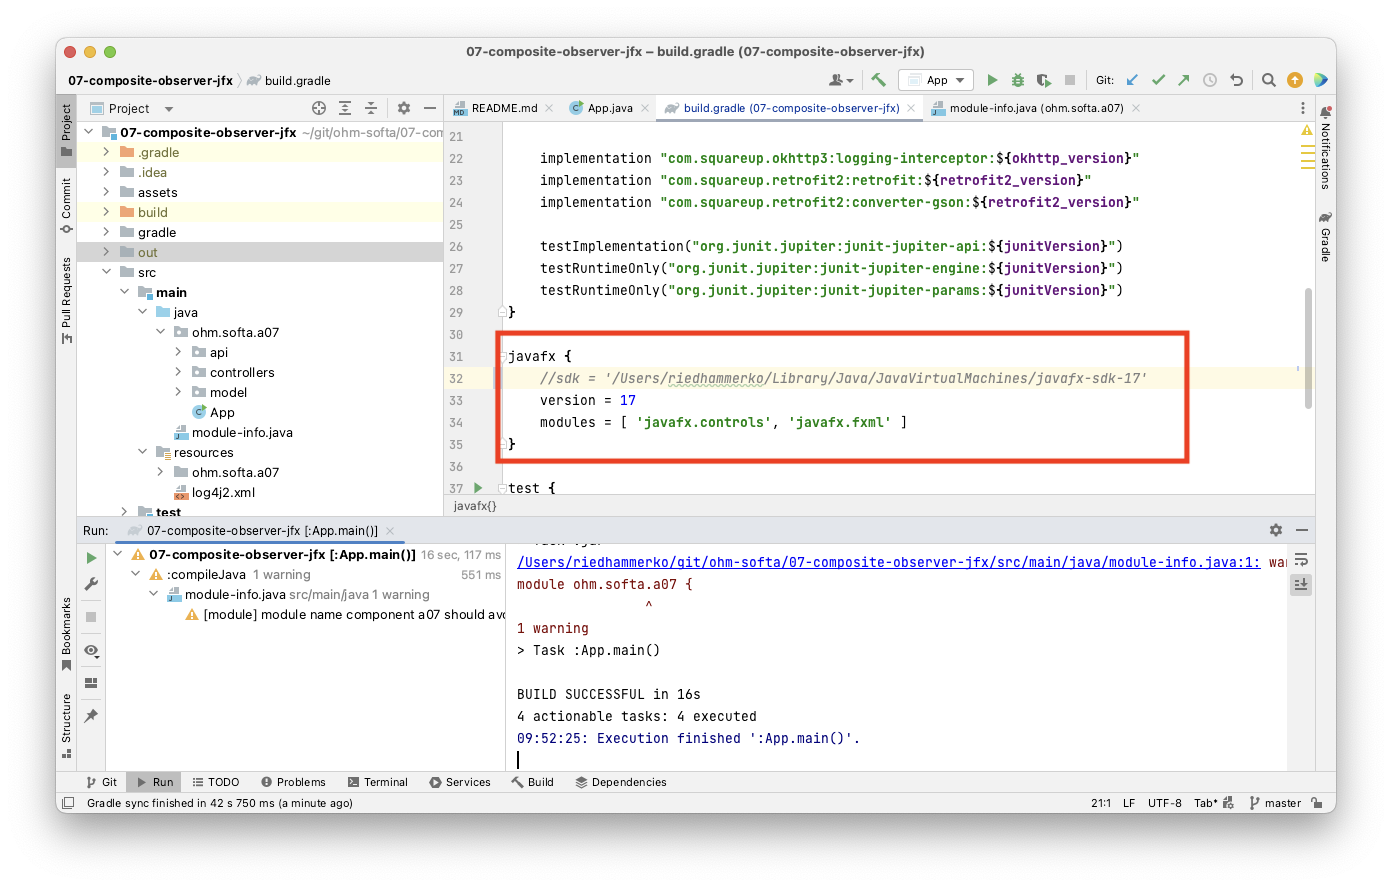 07-composite-observer-jfx – build.gradle (07-composite-observer-jfx)
07-composite-observer-jfx
build.gradle
App
Git:
Project
Project
README.md
App.java
build.gradle (07-composite-observer-jfx)
module-info.java (ohm.softa.a07)
07-composite-observer-jfx ~/git/ohm-softa/07-com
.gradle
.idea
assets
build
gradle
out
src
main
java
ohm.softa.a07
api
controllers
model
App
module-info.java
resources
ohm.softa.a07
log4j2.xml
test
Commit
Pull Requests
Bookmarks
Structure
21
22 implementation "com.squareup.okhttp3:logging-interceptor:${okhttp_version}"
23 implementation "com.squareup.retrofit2:retrofit:${retrofit2_version}"
24 implementation "com.squareup.retrofit2:converter-gson:${retrofit2_version}"
25
26 testImplementation("org.junit.jupiter:junit-jupiter-api:${junitVersion}")
27 testRuntimeOnly("org.junit.jupiter:junit-jupiter-engine:${junitVersion}")
28 testRuntimeOnly("org.junit.jupiter:junit-jupiter-params:${junitVersion}")
29 }
30
31 javafx {
32 //sdk = '/Users/riedhammerko/Library/Java/JavaVirtualMachines/javafx-sdk-17'
33 version = 17
34 modules = [ 'javafx.controls', 'javafx.fxml' ]
35 }
36
37 test {
javafx{}
Notifications
Gradle
Run: 07-composite-observer-jfx [:App.main()]
07-composite-observer-jfx [:App.main()] 16 sec, 117 ms
:compileJava 1 warning 551 ms
module-info.java src/main/java 1 warning
[module] module name component a07 should avo
/Users/riedhammerko/git/ohm-softa/07-composite-observer-jfx/src/main/java/module-info.java:1: war
module ohm.softa.a07 {
^
1 warning
> Task :App.main()
BUILD SUCCESSFUL in 16s
4 actionable tasks: 4 executed
09:52:25: Execution finished ':App.main()'.
Git Run TODO Problems Terminal Services Build Dependencies
Gradle sync finished in 42 s 750 ms (a minute ago)
21:1 LF UTF-8 Tab* master